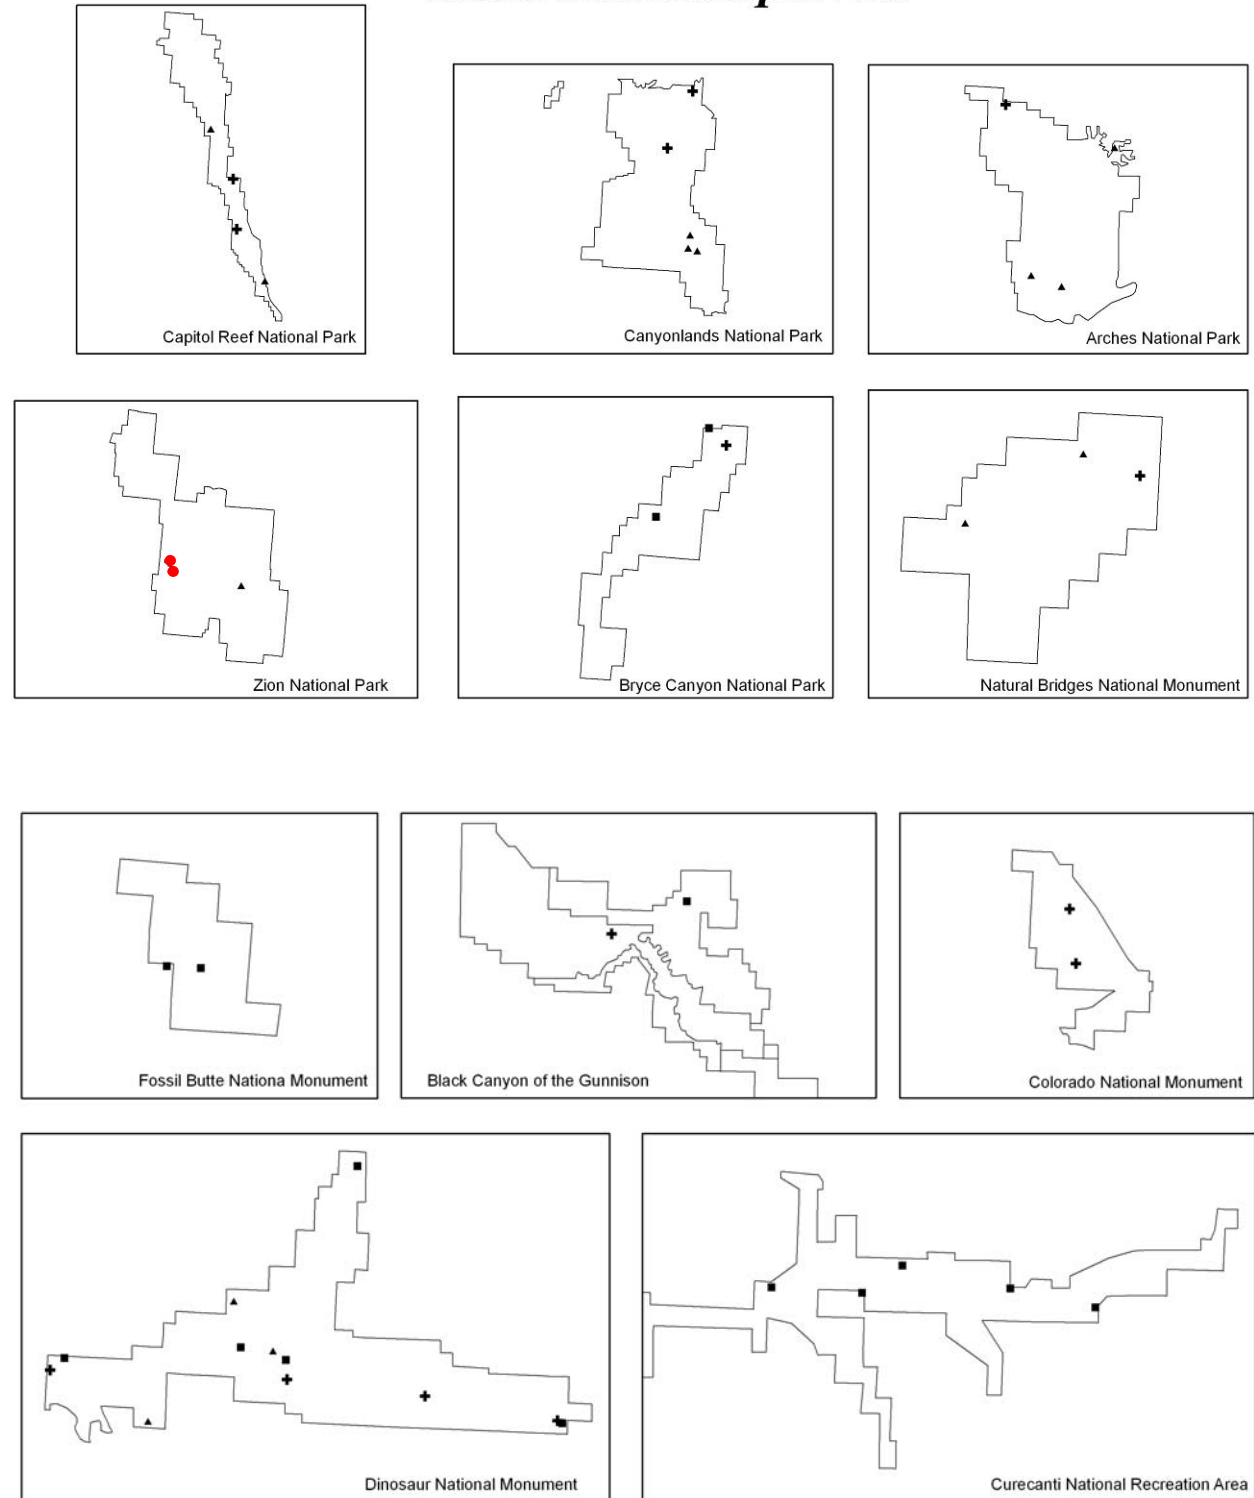 Capitol Reef National Park
Canyonlands National Park
Arches National Park
Zion National Park
Bryce Canyon National Park
Natural Bridges National Monument
Fossil Butte Nationa Monument
Black Canyon of the Gunnison
Colorado National Monument
Dinosaur National Monument
Curecanti National Recreation Area